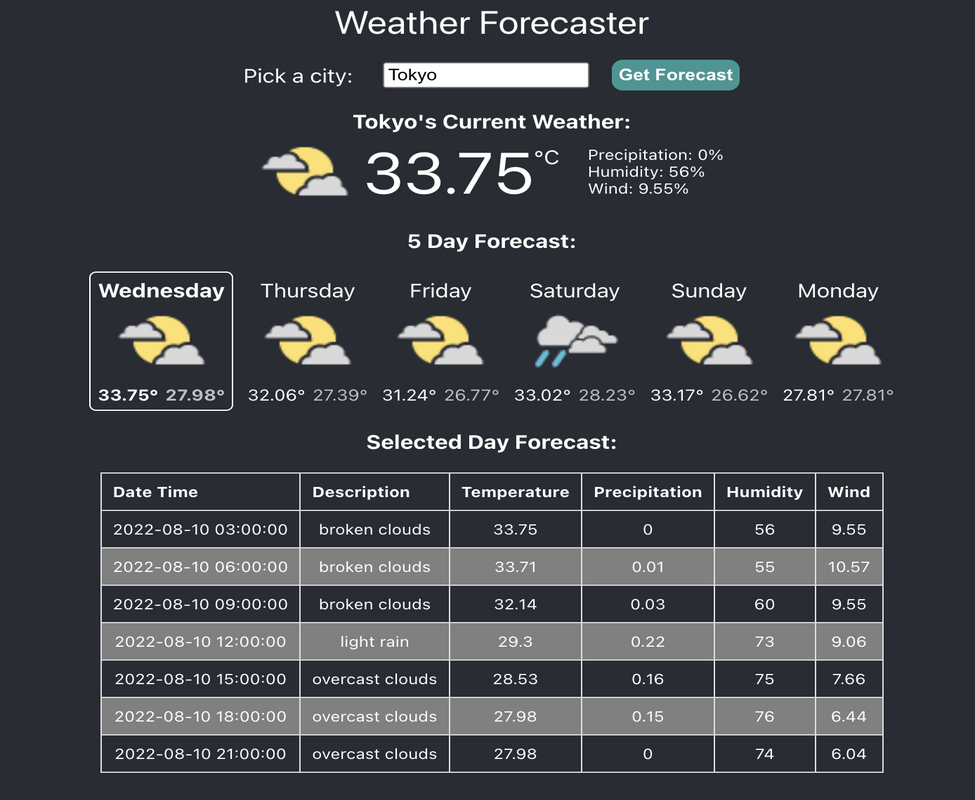 Weather Forecaster
Pick a city: Tokyo Get Forecast
Tokyo's Current Weather:
33.75°C
Precipitation: 0%
Humidity: 56%
Wind: 9.55%
5 Day Forecast:
Wednesday Thursday Friday Saturday Sunday Monday
33.75° 27.98° 32.06° 27.39° 31.24° 26.77° 33.02° 28.23° 33.17° 26.62° 27.81° 27.81°
Selected Day Forecast:
Date Time Description Temperature Precipitation Humidity Wind
2022-08-10 03:00:00 broken clouds 33.75 0 56 9.55
2022-08-10 06:00:00 broken clouds 33.71 0.01 55 10.57
2022-08-10 09:00:00 broken clouds 32.14 0.03 60 9.55
2022-08-10 12:00:00 light rain 29.3 0.22 73 9.06
2022-08-10 15:00:00 overcast clouds 28.53 0.16 75 7.66
2022-08-10 18:00:00 overcast clouds 27.98 0.15 76 6.44
2022-08-10 21:00:00 overcast clouds 27.98 0 74 6.04